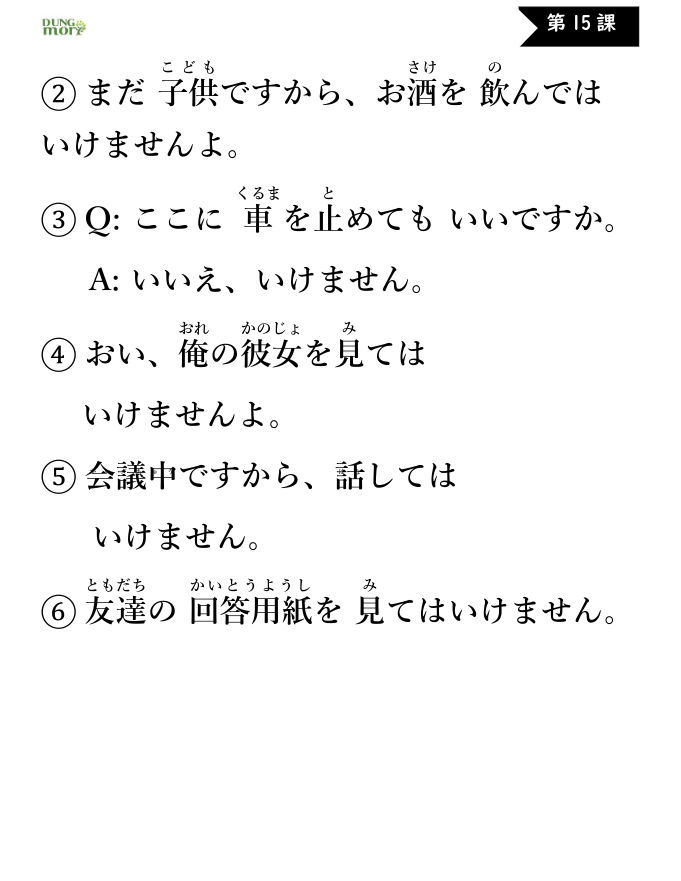 DUNG
mori
第 15 課
こども さけ の
② まだ 子供ですから、お酒を 飲んでは
いけませんよ。
くるま と
③ Q: ここに 車 を止めても いいですか。
A: いいえ、いけません。
おれ かのじょ み
④ おい、俺の彼女を見ては
いけませんよ。
⑤ 会議中ですから、話しては
いけません。
ともだち かいとうようし み
⑥ 友達の 回答用紙を 見てはいけません。